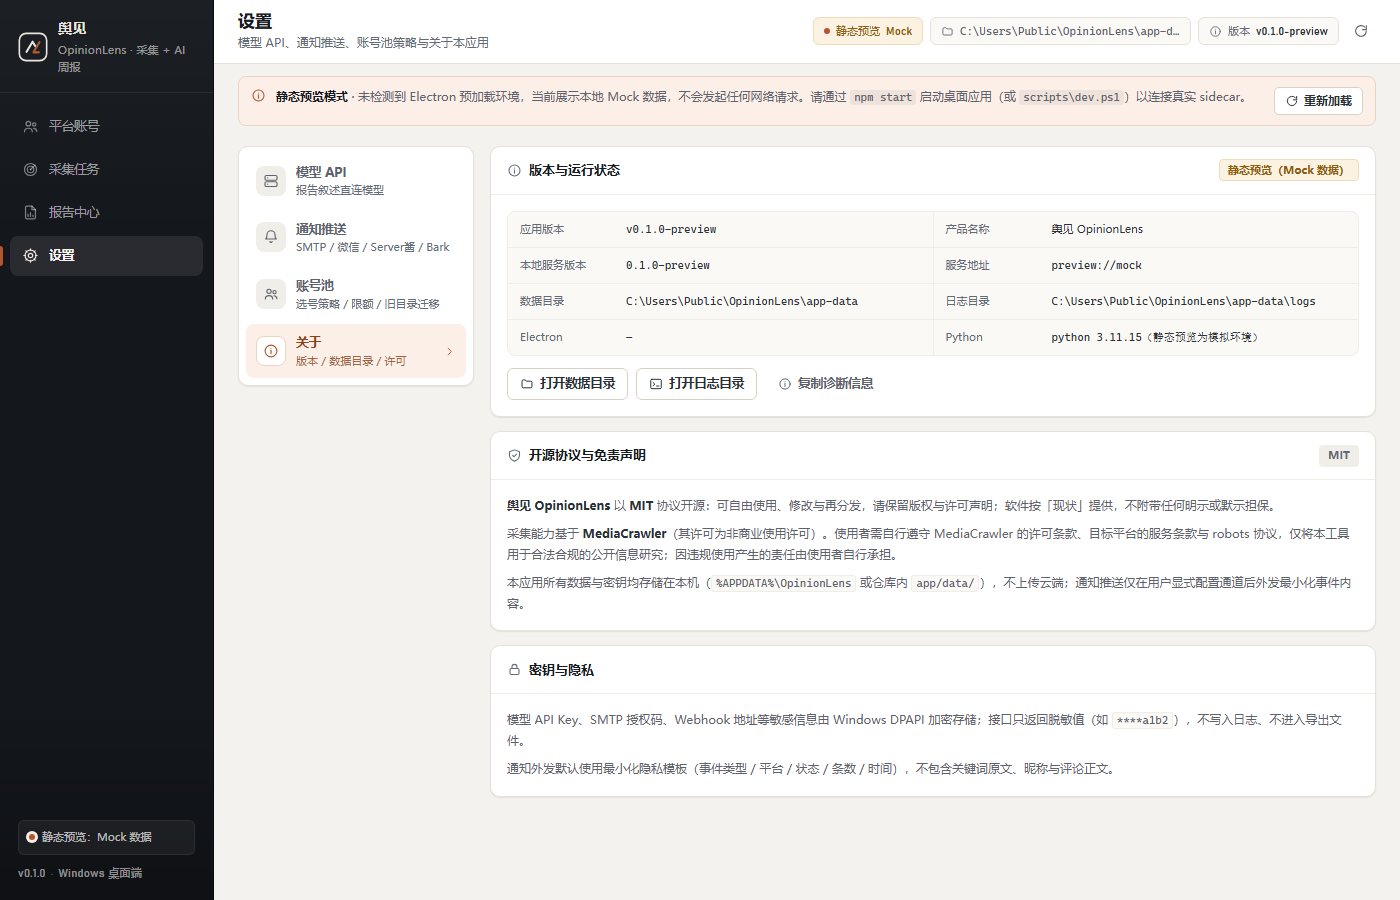 舆见
OpinionLens · 采集 + AI
周报
平台账号
采集任务
报告中心
设置
静态预览：Mock 数据
v0.1.0 · Windows 桌面端
设置
模型 API、通知推送、账号池策略与关于本应用
静态预览 Mock
C:\Users\Public\OpinionLens\app-d…
版本 v0.1.0-preview
静态预览模式 · 未检测到 Electron 预加载环境，当前展示本地 Mock 数据，不会发起任何网络请求。请通过 npm start 启动桌面应用（或 scripts\dev.ps1）以连接真实 sidecar。
重新加载
模型 API
报告叙述直连模型
通知推送
SMTP / 微信 / Server酱 / Bark
账号池
选号策略 / 限额 / 旧目录迁移
关于
版本 / 数据目录 / 许可
版本与运行状态
静态预览（Mock 数据）
应用版本 v0.1.0-preview 产品名称 舆见 OpinionLens
本地服务版本 0.1.0-preview 服务地址 preview://mock
数据目录 C:\Users\Public\OpinionLens\app-data 日志目录 C:\Users\Public\OpinionLens\app-data\logs
Electron — Python python 3.11.15（静态预览为模拟环境）
打开数据目录 打开日志目录 复制诊断信息
开源协议与免责声明
MIT
舆见 OpinionLens 以 MIT 协议开源：可自由使用、修改与再分发，请保留版权与许可声明；软件按「现状」提供，不附带任何明示或默示担保。
采集能力基于 MediaCrawler（其许可为非商业使用许可）。使用者需自行遵守 MediaCrawler 的许可条款、目标平台的服务条款与 robots 协议，仅将本工具
用于合法合规的公开信息研究；因违规使用产生的责任由使用者自行承担。
本应用所有数据与密钥均存储在本机（%APPDATA%\OpinionLens 或仓库内 app/data/），不上传云端；通知推送仅在用户显式配置通道后外发最小化事件内
容。
密钥与隐私
模型 API Key、SMTP 授权码、Webhook 地址等敏感信息由 Windows DPAPI 加密存储；接口只返回脱敏值（如 ****a1b2），不写入日志、不进入导出文
件。
通知外发默认使用最小化隐私模板（事件类型 / 平台 / 状态 / 条数 / 时间），不包含关键词原文、昵称与评论正文。